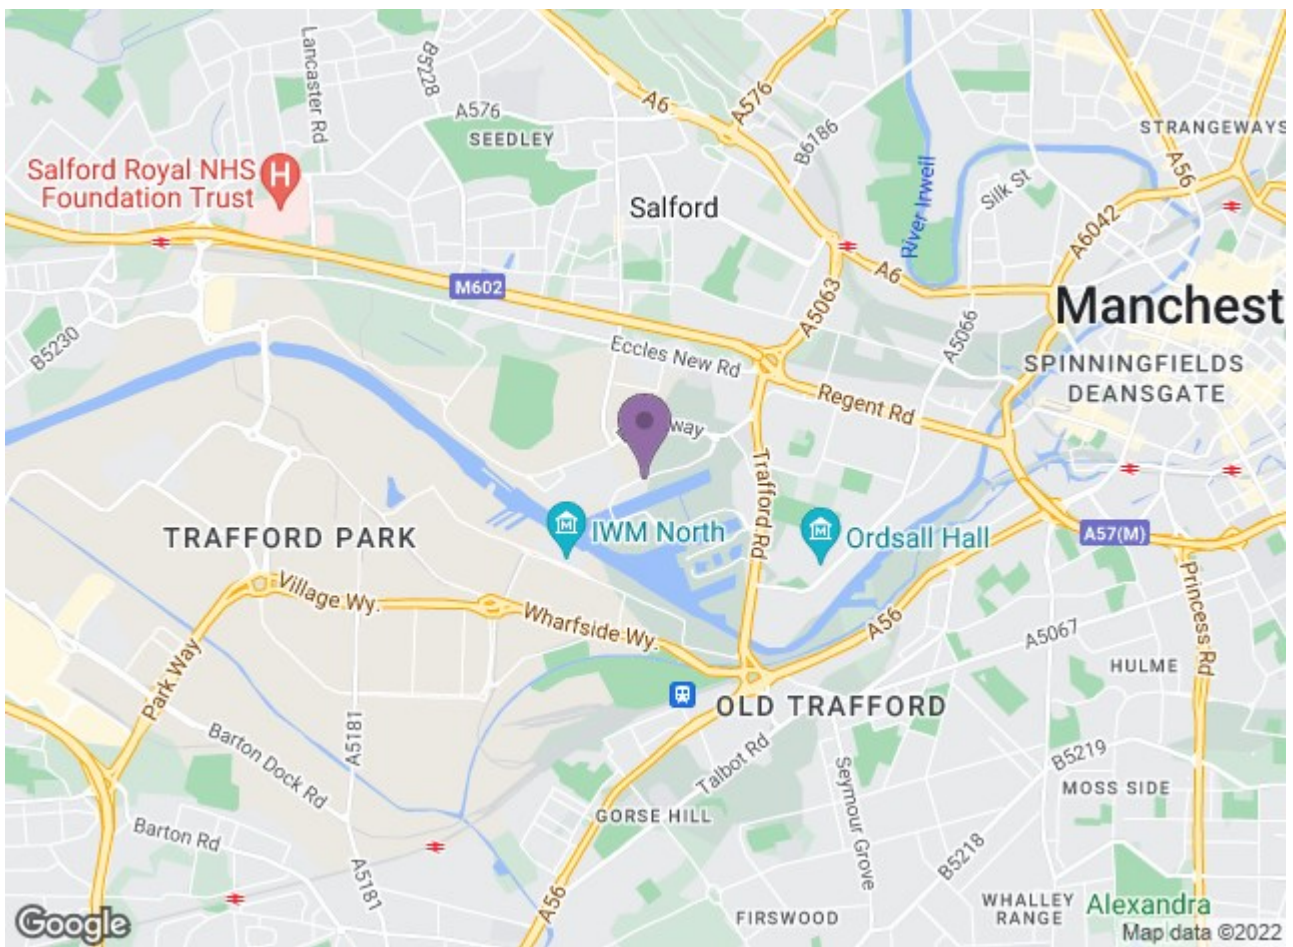 Lancaster Rd
B5228
A576
SEEDLEY
A6
A576
B6186
STRANGEWAYS
A56
Salford Royal NHS
Foundation Trust
H
Salford
River Irwell
Silk St
A6042
A6
M602
A5063
A5066
Manchest
B5230
Eccles New Rd
SPINNINGFIELDS
DEANSGATE
Regent Rd
way
Trafford Rd
TRAFFORD PARK
IWM North
Ordsall Hall
A57(M)
Village Wy.
Wharfside Wy.
A56
A5067
Princess Rd
HULME
Park Way
OLD TRAFFORD
A5181
Barton Dock Rd
Talbot Rd
B5219
MOSS SIDE
Seymour Grove
GORSE HILL
Barton Rd
B5218
A5181
A56
FIRSWOOD
WHALLEY
RANGE
Alexandra
Google
Map data ©2022